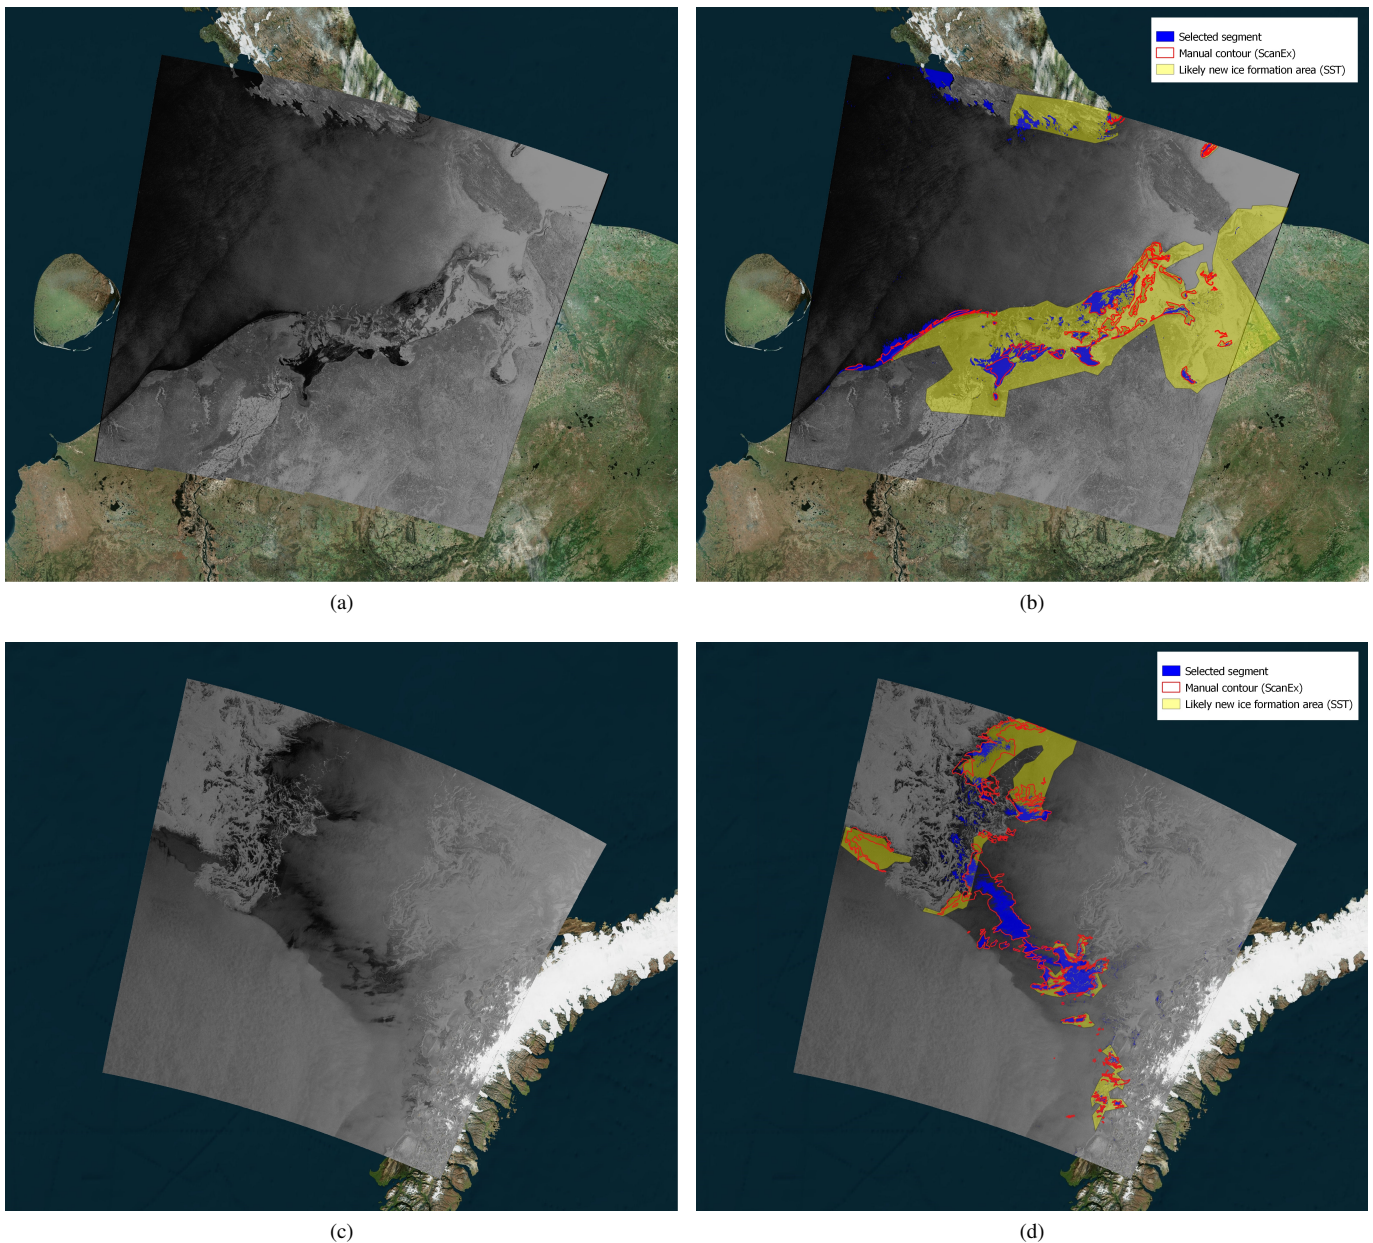 Selected segment
Manual contour (ScanEx)
Likely new ice formation area (SST)
(a)
(b)
Selected segment
Manual contour (ScanEx)
Likely new ice formation area (SST)
(c)
(d)